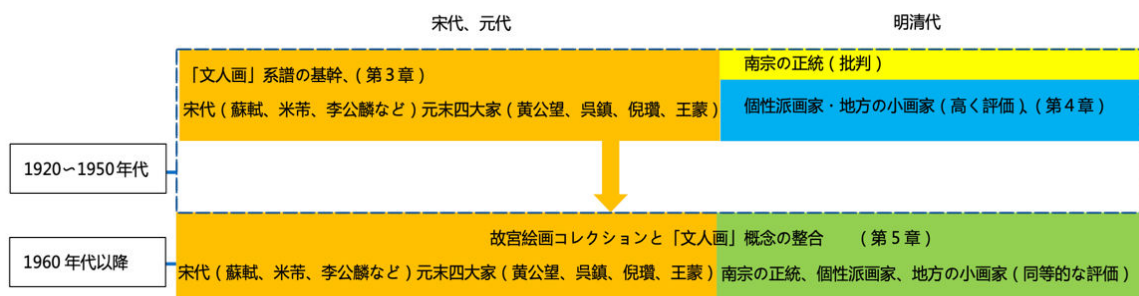 宋代、元代
明清代
「文人画」系譜の基幹、（第３章）
宋代（蘇軾、米芾、李公麟など）元末四大家（黄公望、呉鎮、倪瓚、王蒙）
南宗の正統（批判）
個性派画家・地方の小画家（高く評価）、（第４章）
1920～1950年代
1960年代以降
故宮絵画コレクションと「文人画」概念の整合　　（第５章）
宋代（蘇軾、米芾、李公麟など）元末四大家（黄公望、呉鎮、倪瓚、王蒙）
南宗の正統、個性派画家、地方の小画家（同等的な評価）